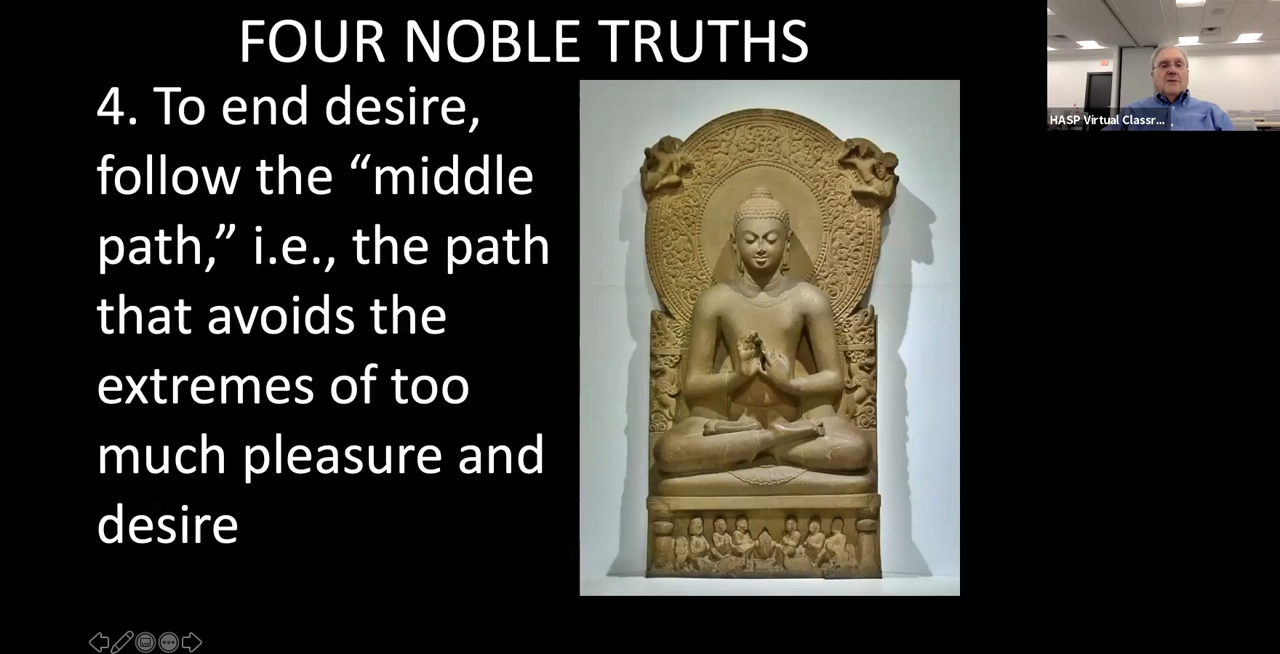 FOUR NOBLE TRUTHS
4. To end desire,
follow the “middle
path,” i.e., the path
that avoids the
extremes of too
much pleasure and
desire
HASP Virtual Classr...